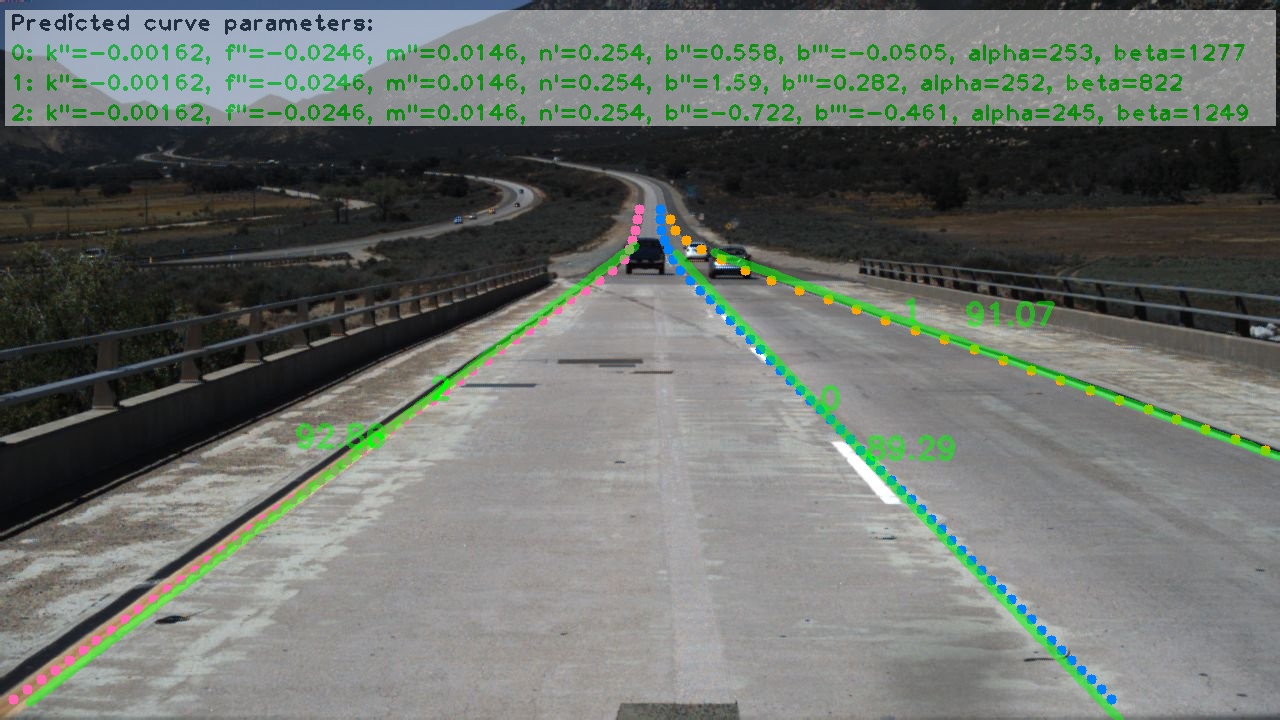 Predicted curve parameters:
0: k''=-0.00162, f''=-0.0246, m''=0.0146, n'=0.254, b''=0.558, b'''=-0.0505, alpha=253, beta=1277
1: k''=-0.00162, f''=-0.0246, m''=0.0146, n'=0.254, b''=1.59, b'''=0.282, alpha=252, beta=822
2: k''=-0.00162, f''=-0.0246, m''=0.0146, n'=0.254, b''=-0.722, b'''=-0.461, alpha=245, beta=1249
1 91.07
2
0
92.86
89.29